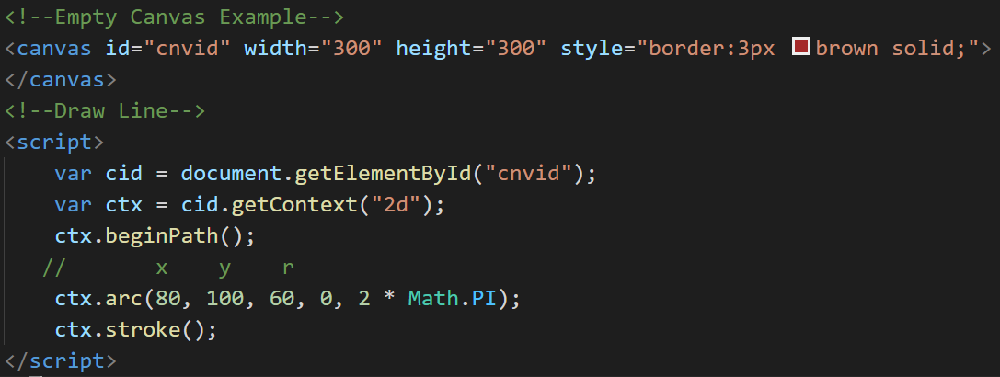 <!--Empty Canvas Example-->
<canvas id="cnvid" width="300" height="300" style="border:3px brown solid;">
</canvas>
<!--Draw Line-->
<script>
    var cid = document.getElementById("cnvid");
    var ctx = cid.getContext("2d");
    ctx.beginPath();
   //       x    y    r
    ctx.arc(80, 100, 60, 0, 2 * Math.PI);
    ctx.stroke();
</script>